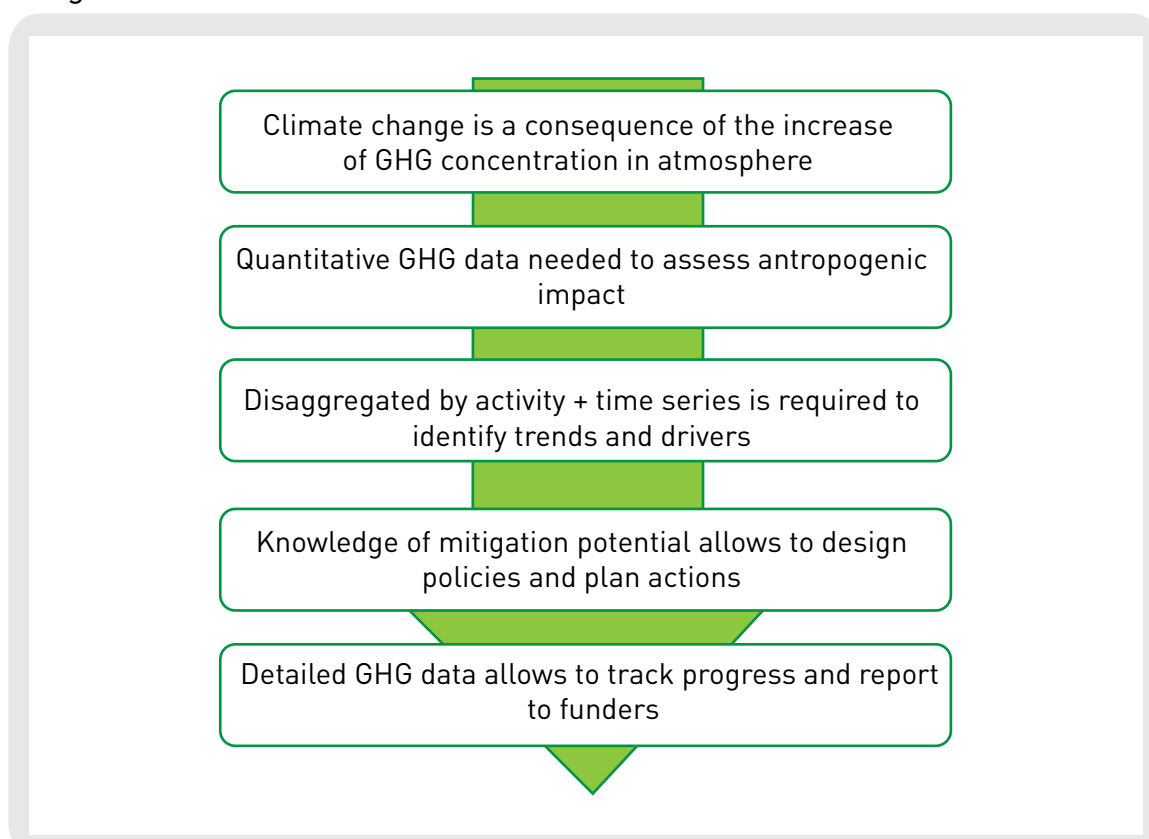 Climate change is a consequence of the increase
of GHG concentration in atmosphere
Quantitative GHG data needed to assess antropogenic
impact
Disaggregated by activity + time series is required to
identify trends and drivers
Knowledge of mitigation potential allows to design
policies and plan actions
Detailed GHG data allows to track progress and report
to funders